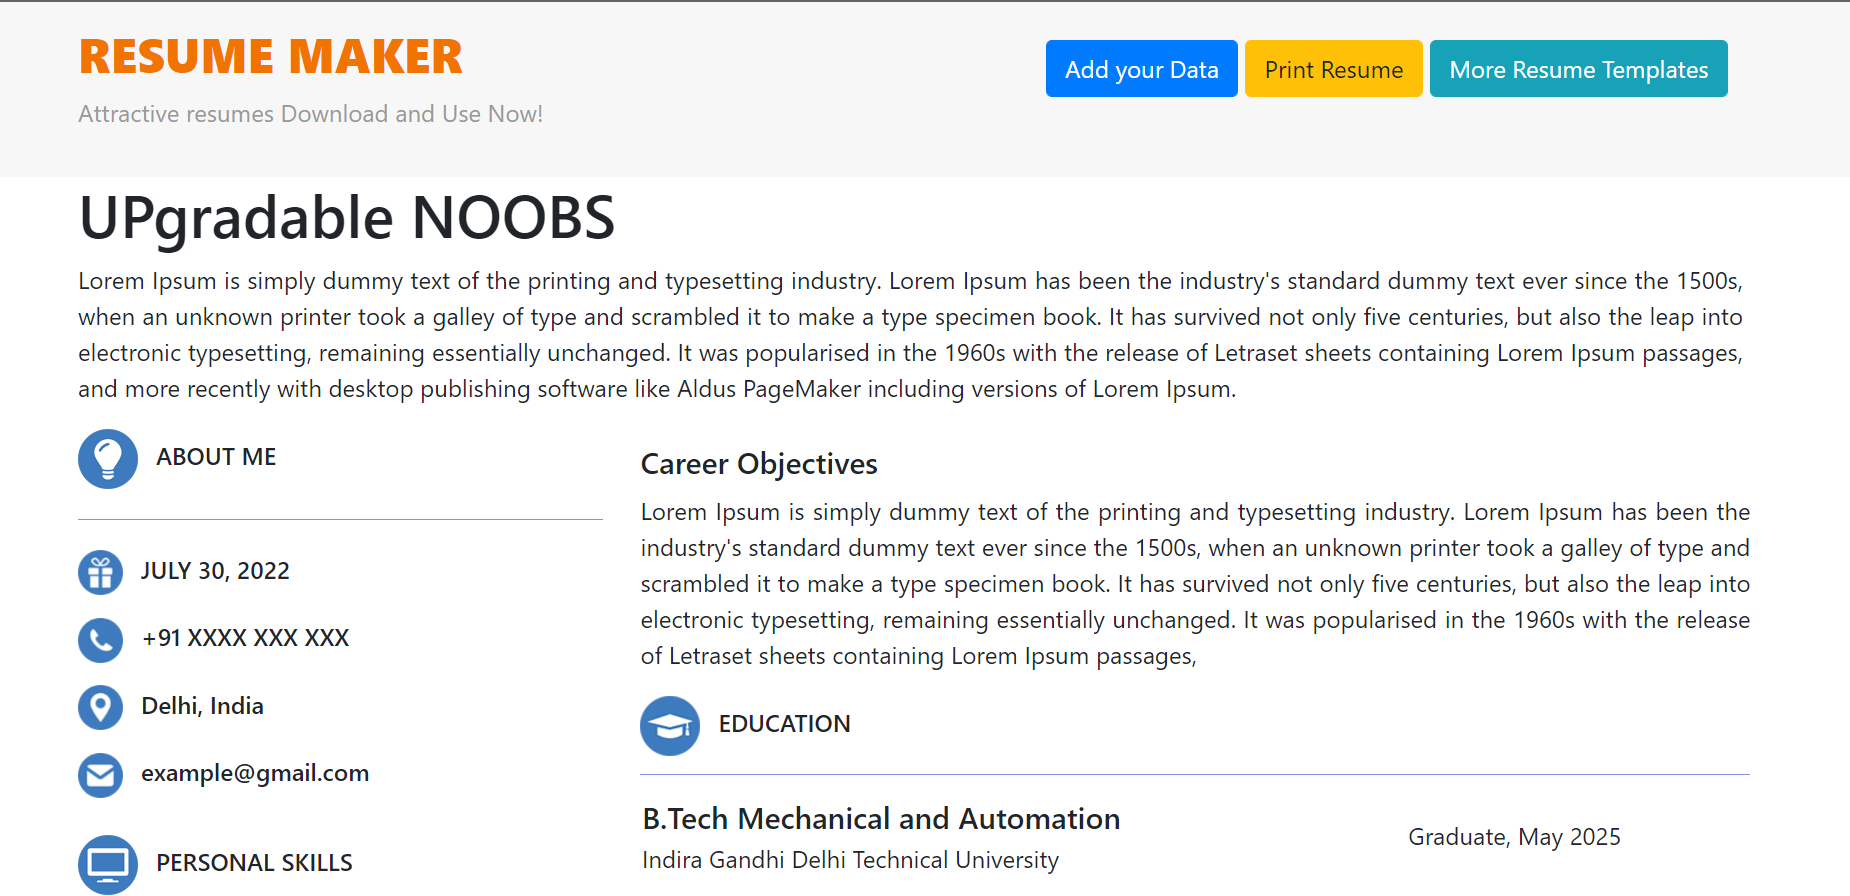 RESUME MAKER
Attractive resumes Download and Use Now!
Add your Data
Print Resume
More Resume Templates
UPgradable NOOBS
Lorem Ipsum is simply dummy text of the printing and typesetting industry. Lorem Ipsum has been the industry's standard dummy text ever since the 1500s,
when an unknown printer took a galley of type and scrambled it to make a type specimen book. It has survived not only five centuries, but also the leap into
electronic typesetting, remaining essentially unchanged. It was popularised in the 1960s with the release of Letraset sheets containing Lorem Ipsum passages,
and more recently with desktop publishing software like Aldus PageMaker including versions of Lorem Ipsum.
ABOUT ME
JULY 30, 2022
+91 XXXX XXX XXX
Delhi, India
example@gmail.com
PERSONAL SKILLS
Career Objectives
Lorem Ipsum is simply dummy text of the printing and typesetting industry. Lorem Ipsum has been the
industry's standard dummy text ever since the 1500s, when an unknown printer took a galley of type and
scrambled it to make a type specimen book. It has survived not only five centuries, but also the leap into
electronic typesetting, remaining essentially unchanged. It was popularised in the 1960s with the release
of Letraset sheets containing Lorem Ipsum passages,
EDUCATION
B.Tech Mechanical and Automation
Indira Gandhi Delhi Technical University
Graduate, May 2025